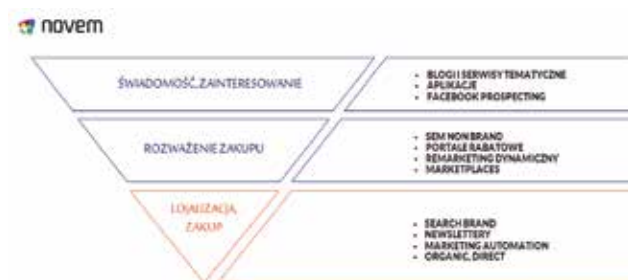 novem
ŚWIADOMOŚĆ, ZAINTERESOWANIE
BLOGI I SERWISY TEMATYCZNE
APLIKACJE
FACEBOOK PROSPECTING
ROZWAŻENIE ZAKUPU
SEM NON BRAND
PORTALE RABATOWE
REMARKETING DYNAMICZNY
MARKETPLACES
LOJALIZACJA,
ZAKUP
SEARCH BRAND
NEWSLETTERY
MARKETING AUTOMATION
ORGANIC, DIRECT